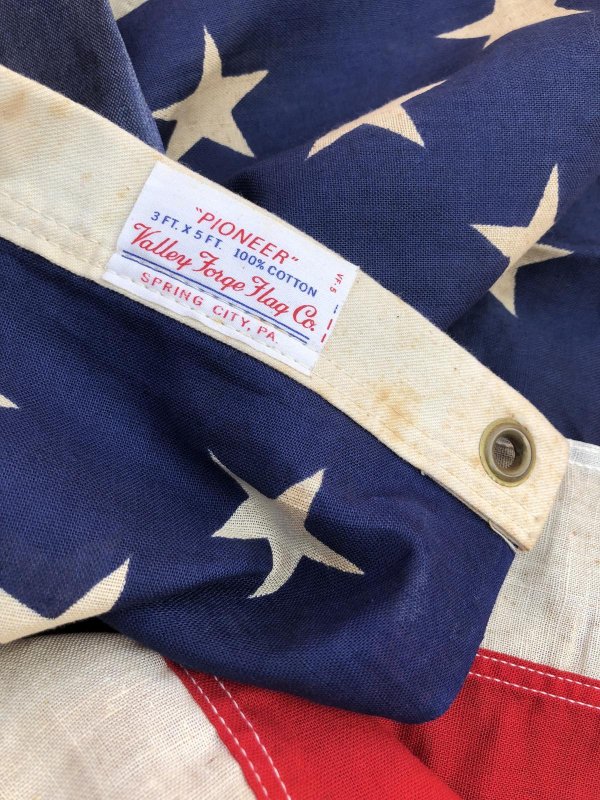 "PIONEER"
3 FT. X 5 FT. 100% COTTON
Valley Forge Flag Co.
SPRING CITY, PA.